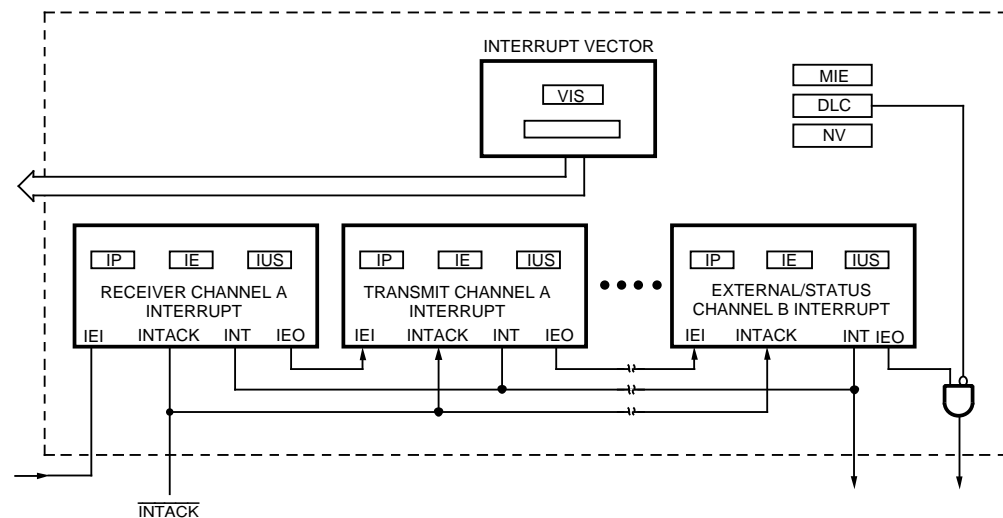 INTERRUPT VECTOR
VIS
MIE
DLC
NV
IP IE IUS
RECEIVER CHANNEL A
INTERRUPT
IEI INTACK INT IEO
IP IE IUS
TRANSMIT CHANNEL A
INTERRUPT
IEI INTACK INT IEO
IP IE IUS
EXTERNAL/STATUS
CHANNEL B INTERRUPT
IEI INTACK INT IEO
INTACK